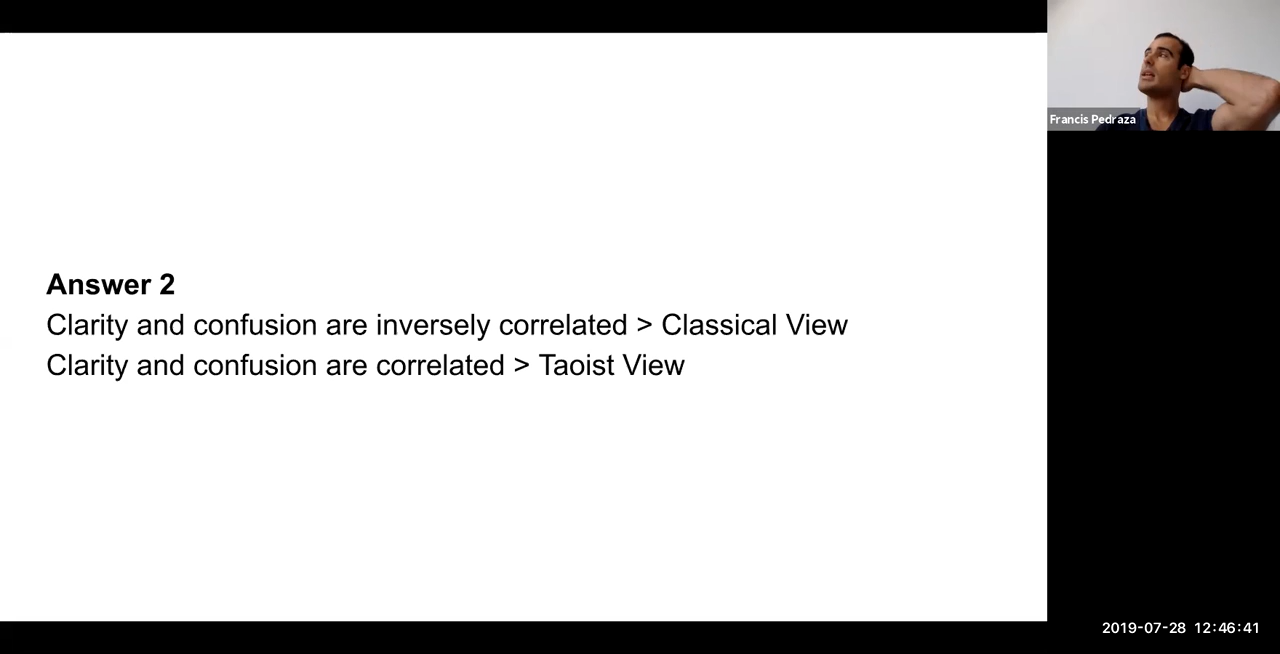 Answer 2
Clarity and confusion are inversely correlated > Classical View
Clarity and confusion are correlated > Taoist View
Francis Pedraza
2019-07-28 12:46:41